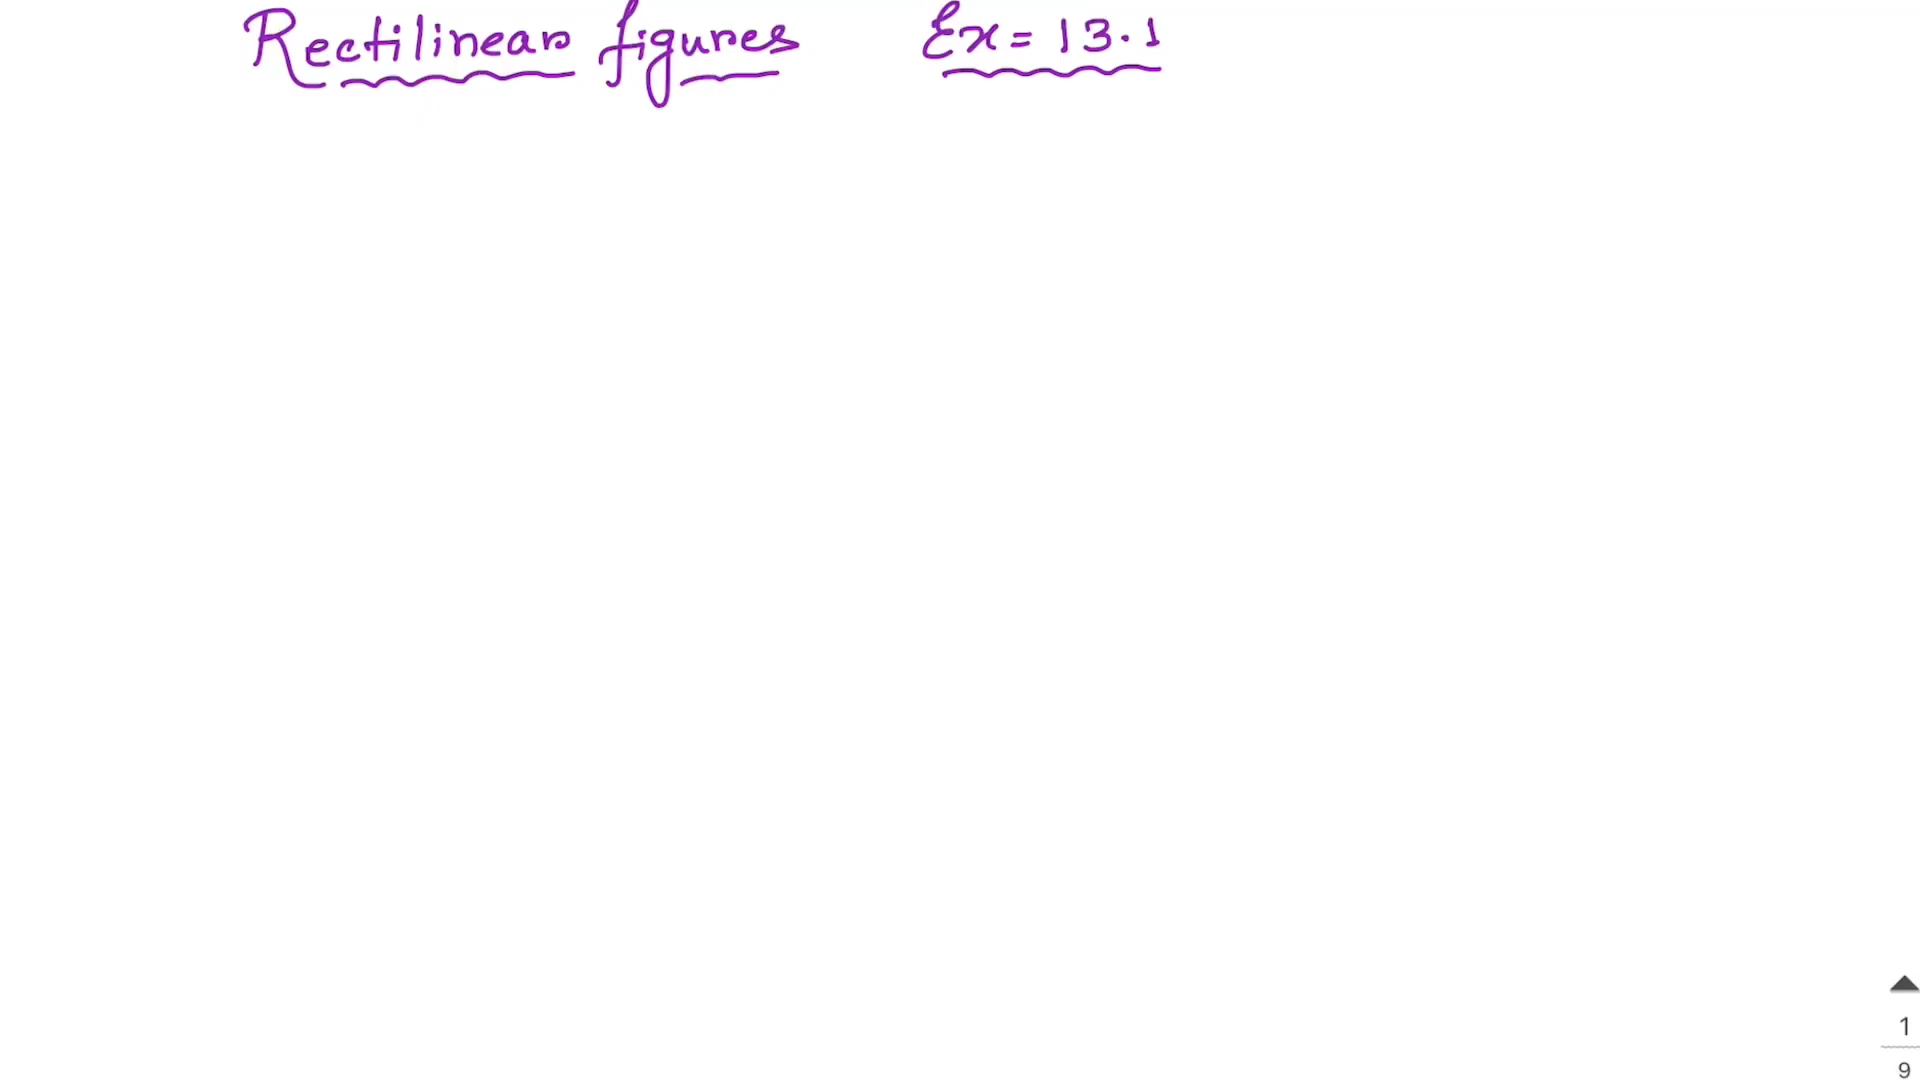 Rectilinear figures Ex = 13.1
1
9